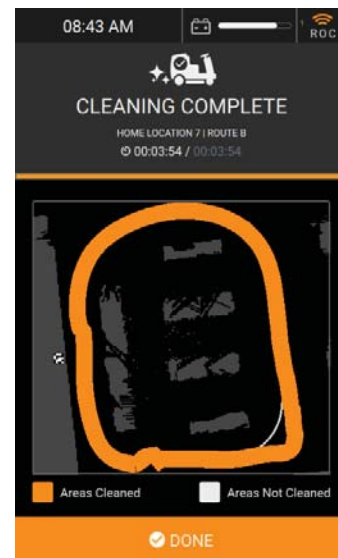 08:43 AM
ROC
CLEANING COMPLETE
HOME LOCATION 7 | ROUTE B
00:03:54 / 00:03:54
Areas Cleaned
Areas Not Cleaned
DONE